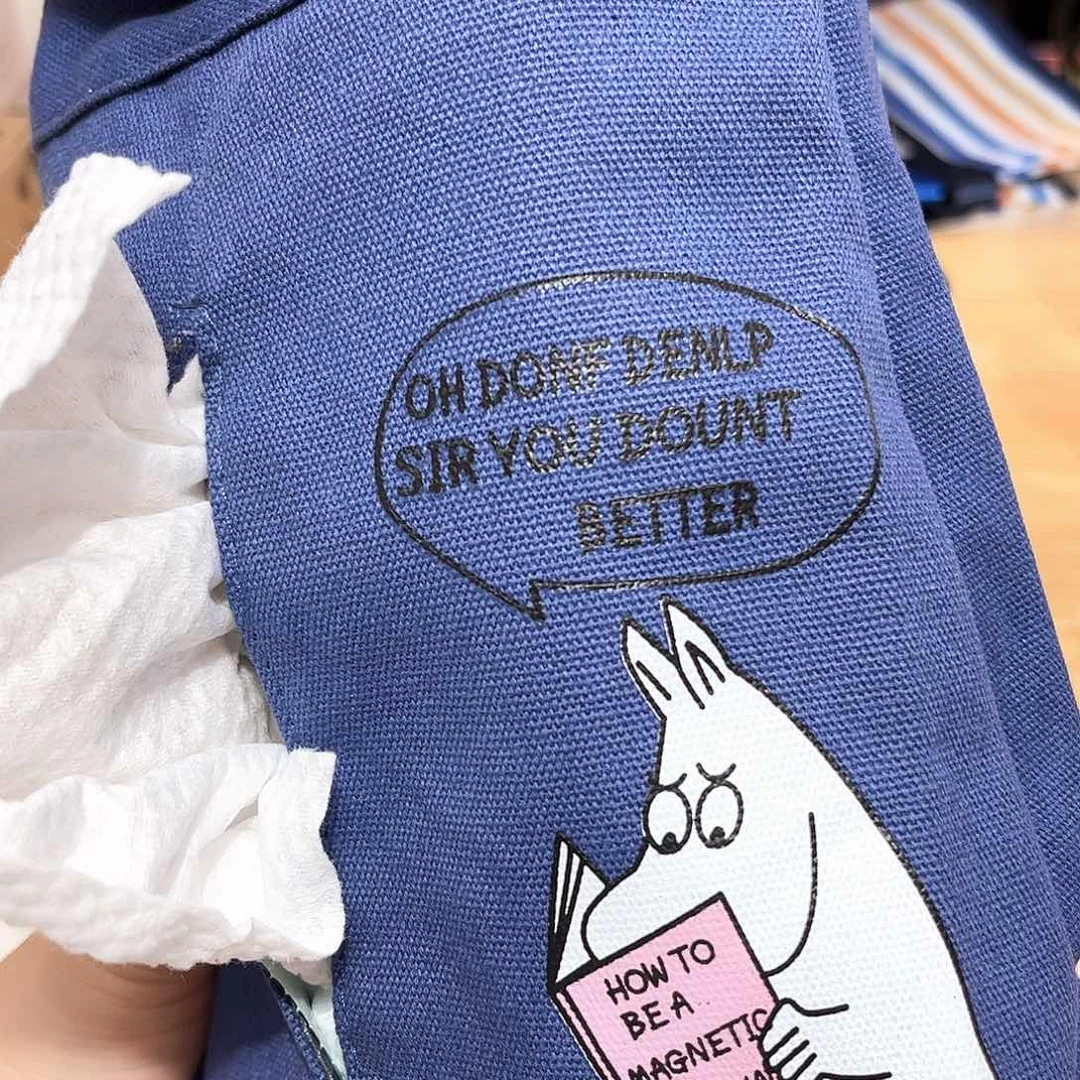 OH DONF DENLP
SIR YOU DOUNT
BETTER
HOW TO
BE A
MAGNETIC